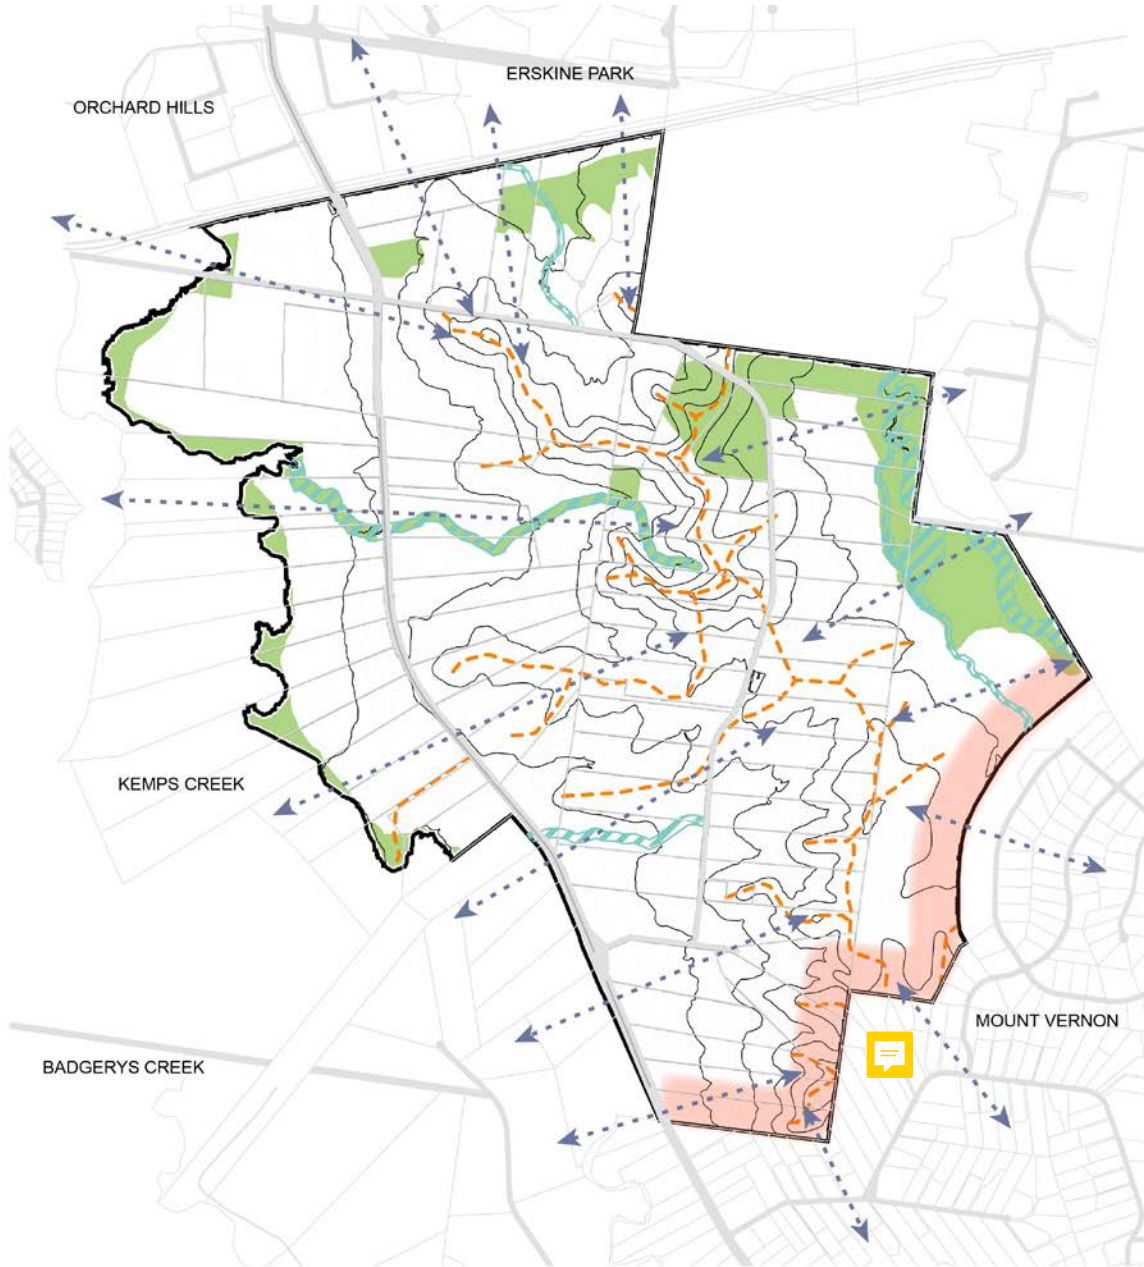 ERSKINE PARK
ORCHARD HILLS
KEMPS CREEK
MOUNT VERNON
BADGERYS CREEK